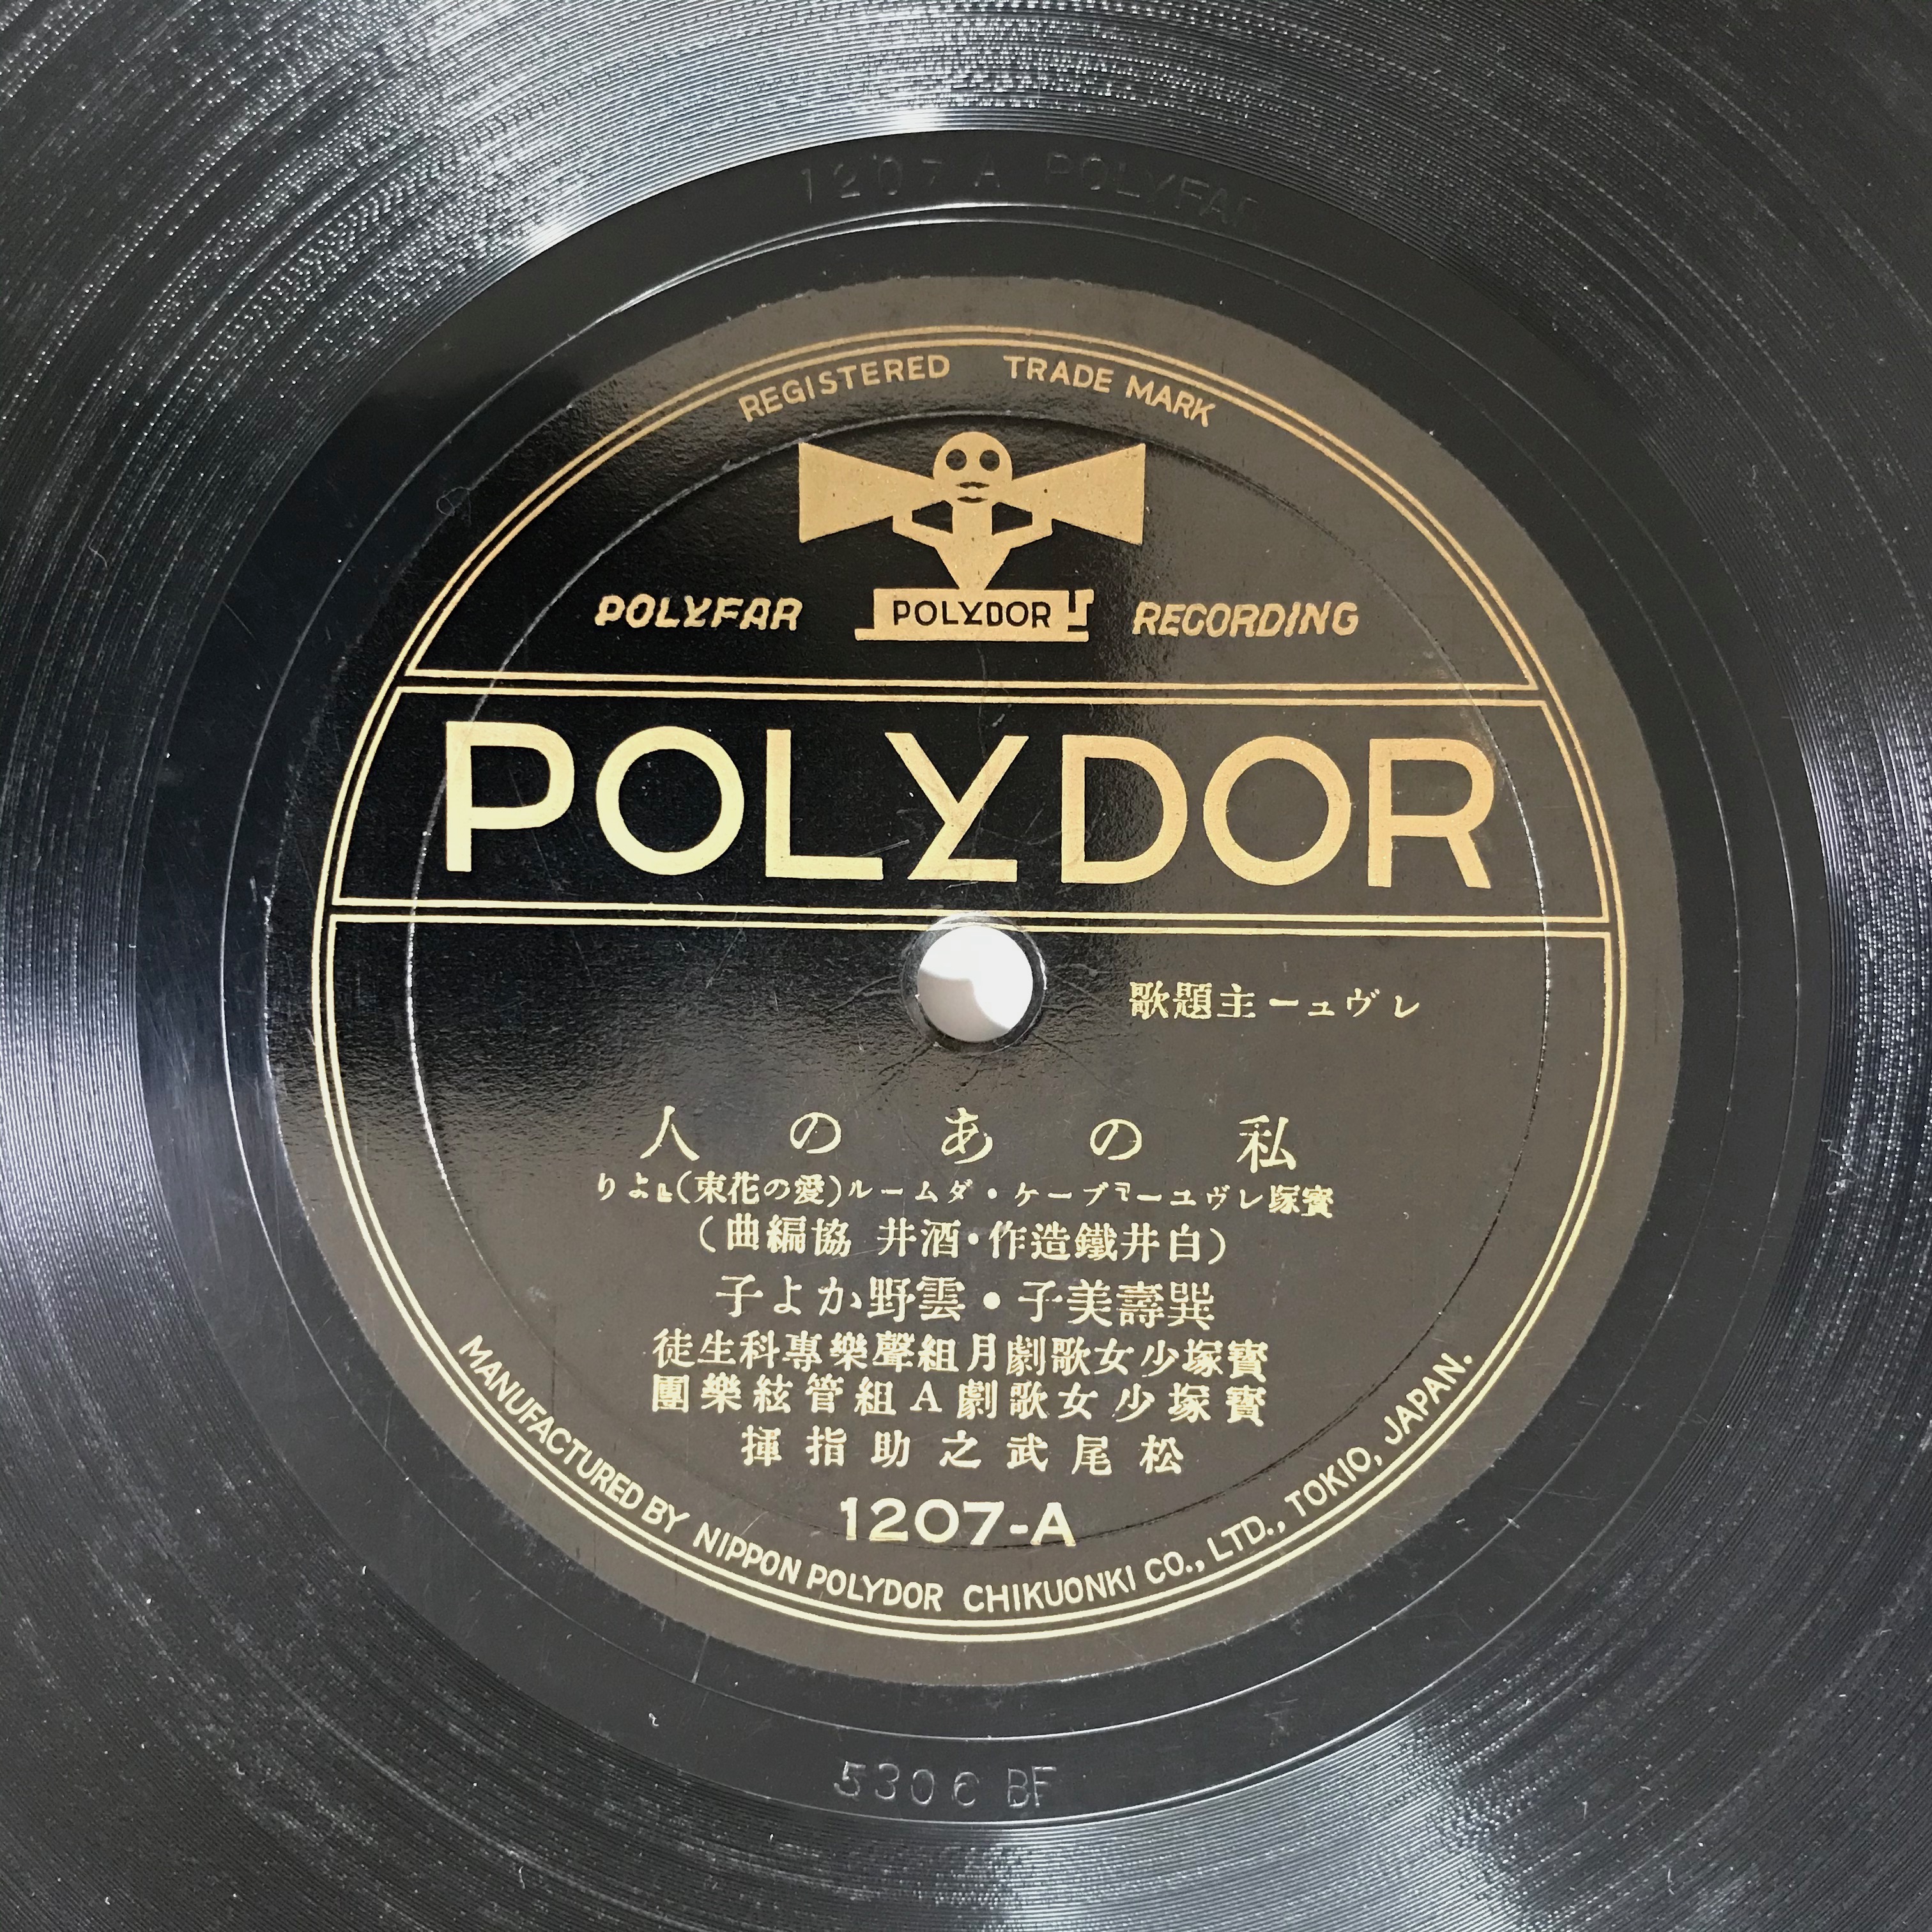 1207 A POLYFAR
REGISTERED TRADE MARK
POLYFAR POLYDOR RECORDING
POLYDOR
レヴュー主題歌
私のあの人
寶塚レヴユー『ブーケ・ダムール(愛の花束)』より
(白井鐵造作・酒井 協編曲)
巽壽美子・雲野かよ子
寶塚少女歌劇月組聲樂專科生徒
寶塚少女歌劇A組管絃樂團
松尾武之助指揮
1207-A
MANUFACTURED BY NIPPON POLYDOR CHIKUONKI CO., LTD., TOKIO, JAPAN.
5306 BF